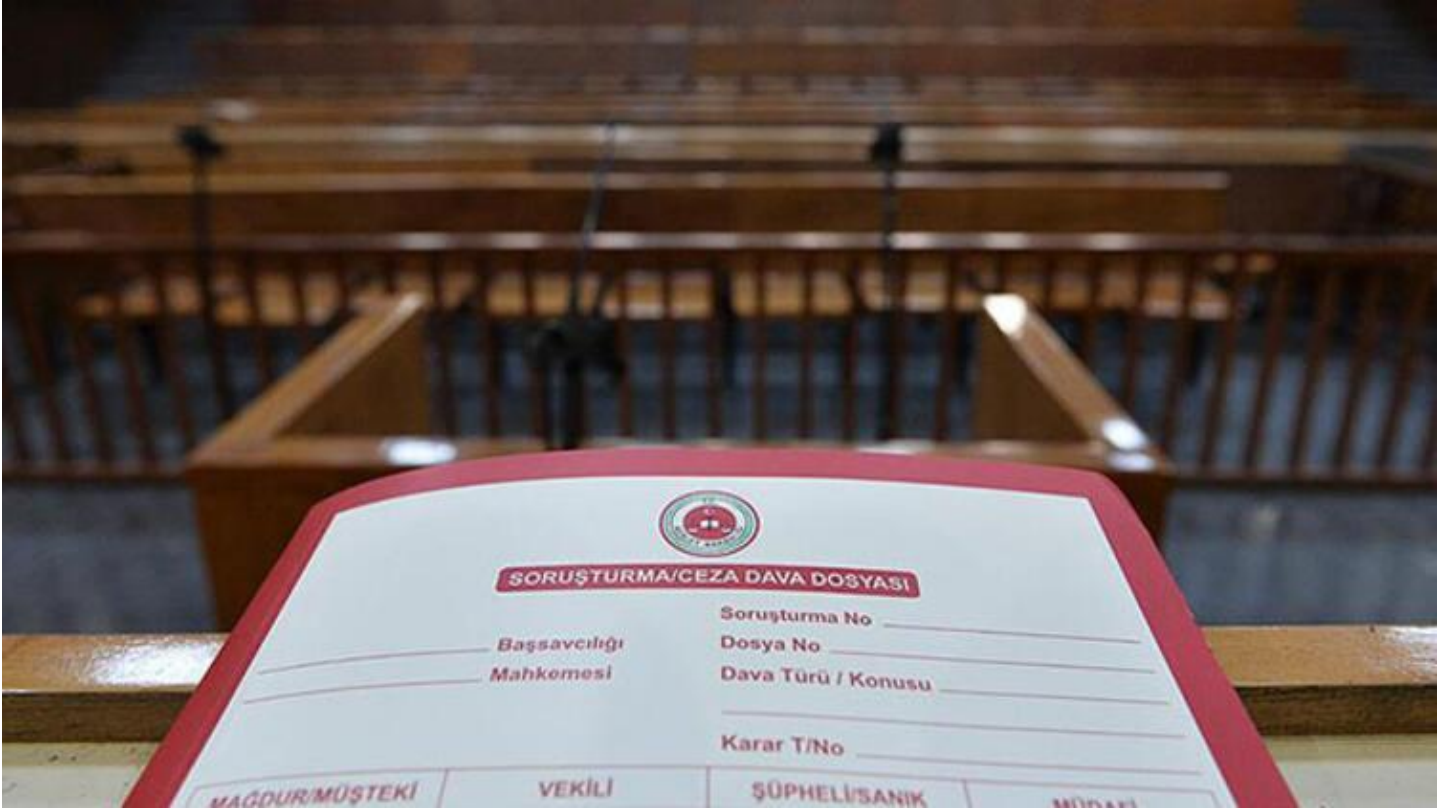 SORUŞTURMA/CEZA DAVA DOSYASI
Soruşturma No
Başsavcılığı
Dosya No
Mahkemesi
Dava Türü / Konusu
Karar T/No
MAĞDUR/MÜŞTEKİ
VEKİLİ
ŞÜPHELİ/SANIK
MÜDAFİ